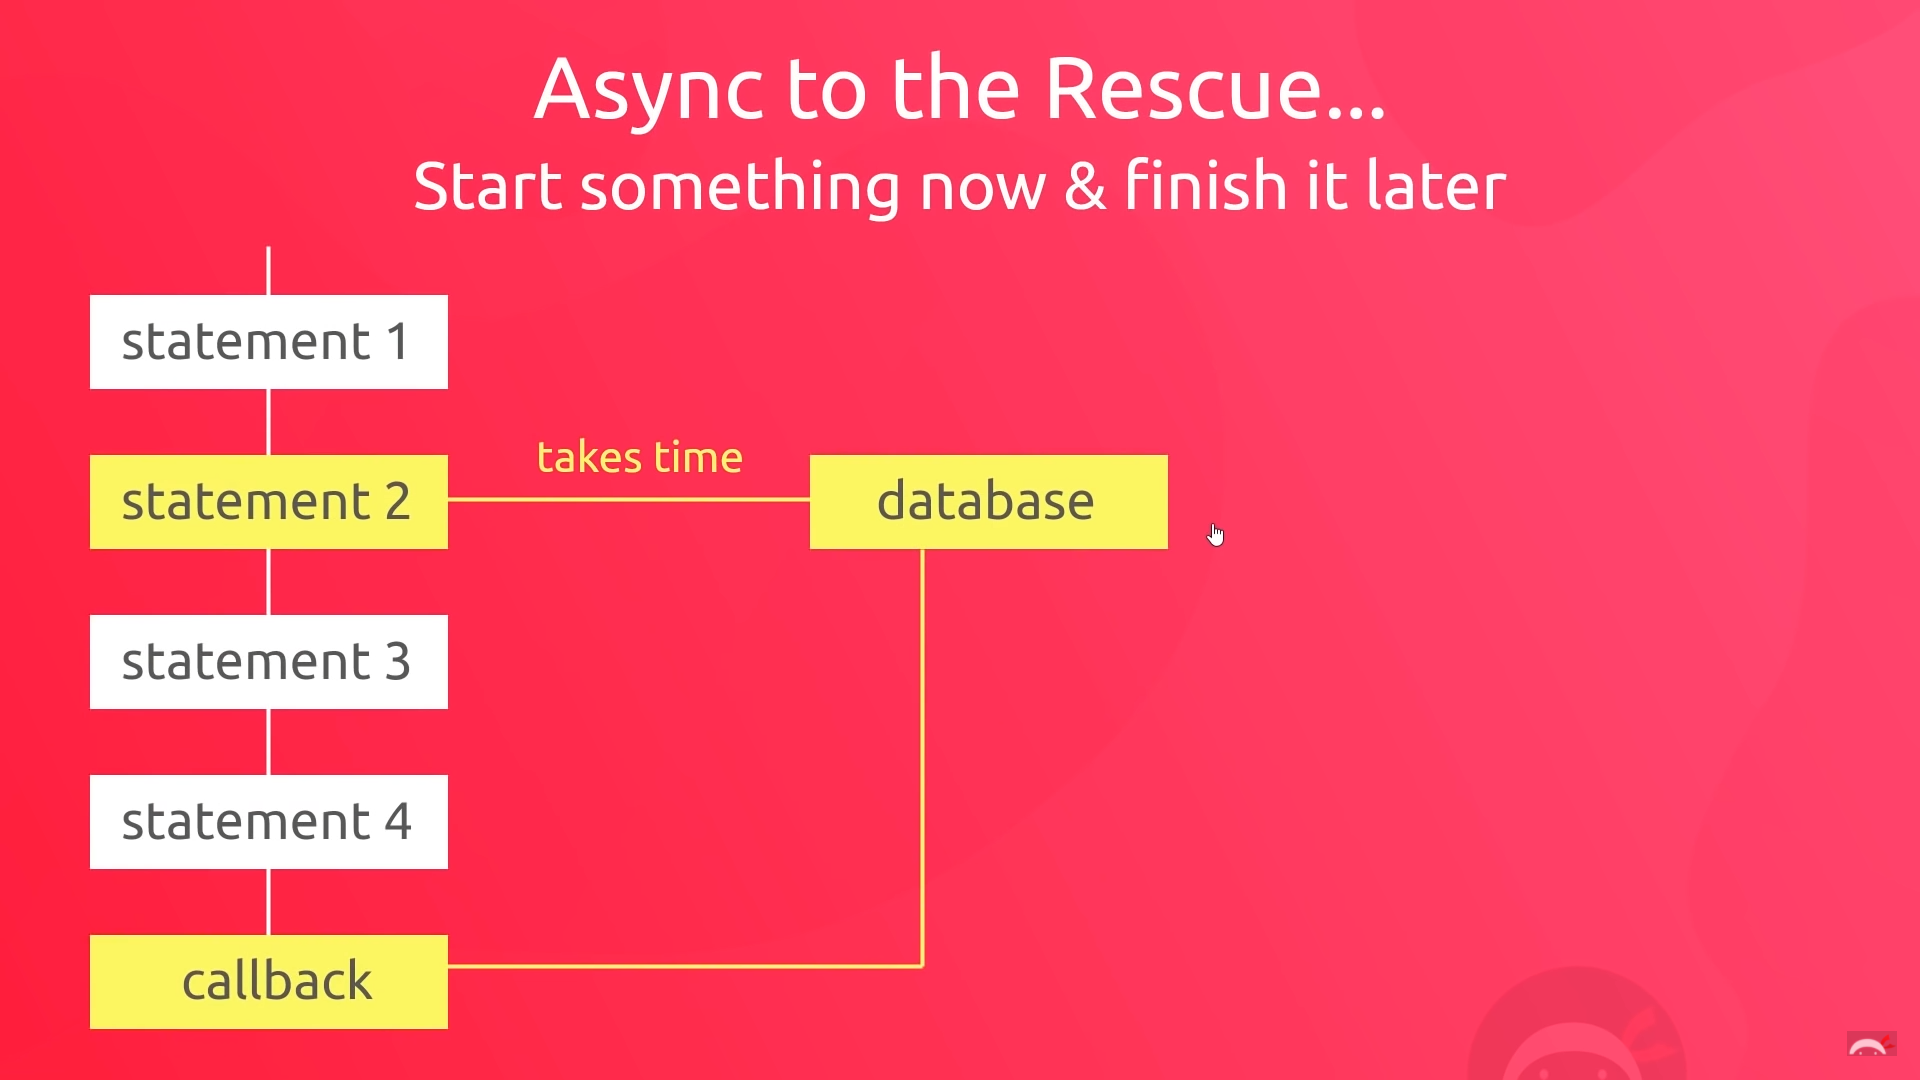 Async to the Rescue...
Start something now & finish it later
statement 1
takes time
statement 2
database
statement 3
statement 4
callback